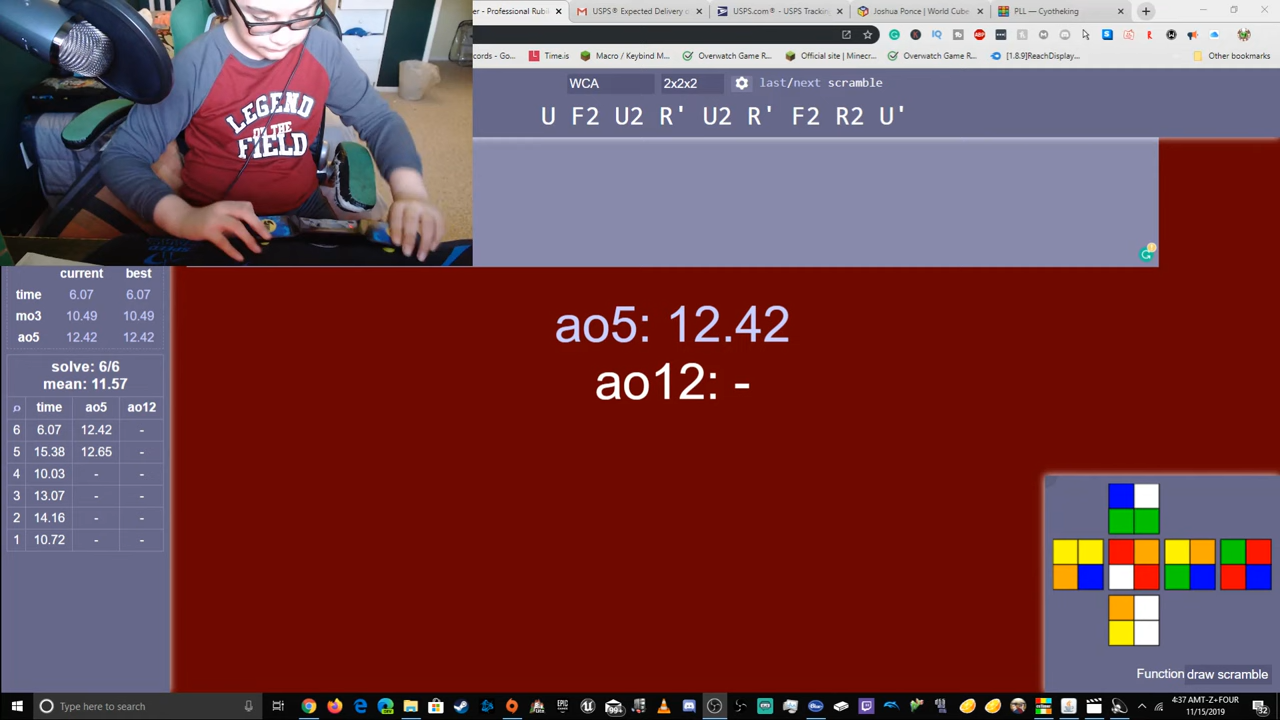 r - Professional Rubi
USPS® Expected Delivery
USPS.com® - USPS Tracking
Joshua Ponce | World Cube
PLL — Cyotheking
cords - Go...
Time.is
Macro / Keybind M...
Overwatch Game R...
Official site | Minecr...
Overwatch Game R...
[1.8.9]ReachDisplay...
Other bookmarks
WCA
2x2x2
last/next scramble
U F2 U2 R' U2 R' F2 R2 U'
LEGEND
OF THE
FIELD
current best
time 6.07 6.07
mo3 10.49 10.49
ao5 12.42 12.42
solve: 6/6
mean: 11.57
time ao5 ao12
6 6.07 12.42 -
5 15.38 12.65 -
4 10.03 - -
3 13.07 - -
2 14.16 - -
1 10.72 - -
ao5: 12.42
ao12: -
Function draw scramble
Type here to search
4:37 AMT-Z+FOUR
11/15/2019